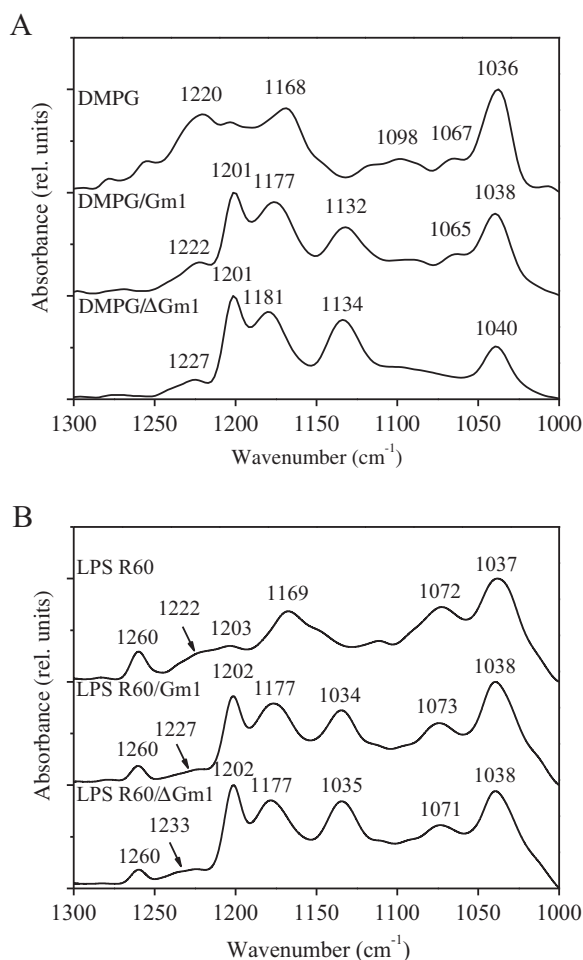 A
DMPG
1220
1168
1098
1067
1036
DMPG/Gm1
1222
1201
1177
1132
1065
1038
DMPG/ΔGm1
1227
1201
1181
1134
1040
Absorbance (rel. units)
1300 1250 1200 1150 1100 1050 1000
Wavenumber (cm-1)
B
LPS R60
1260
1222
1203
1169
1072
1037
LPS R60/Gm1
1260
1227
1202
1177
1034
1073
1038
LPS R60/ΔGm1
1260
1233
1202
1177
1035
1071
1038
Absorbance (rel. units)
1300 1250 1200 1150 1100 1050 1000
Wavenumber (cm-1)